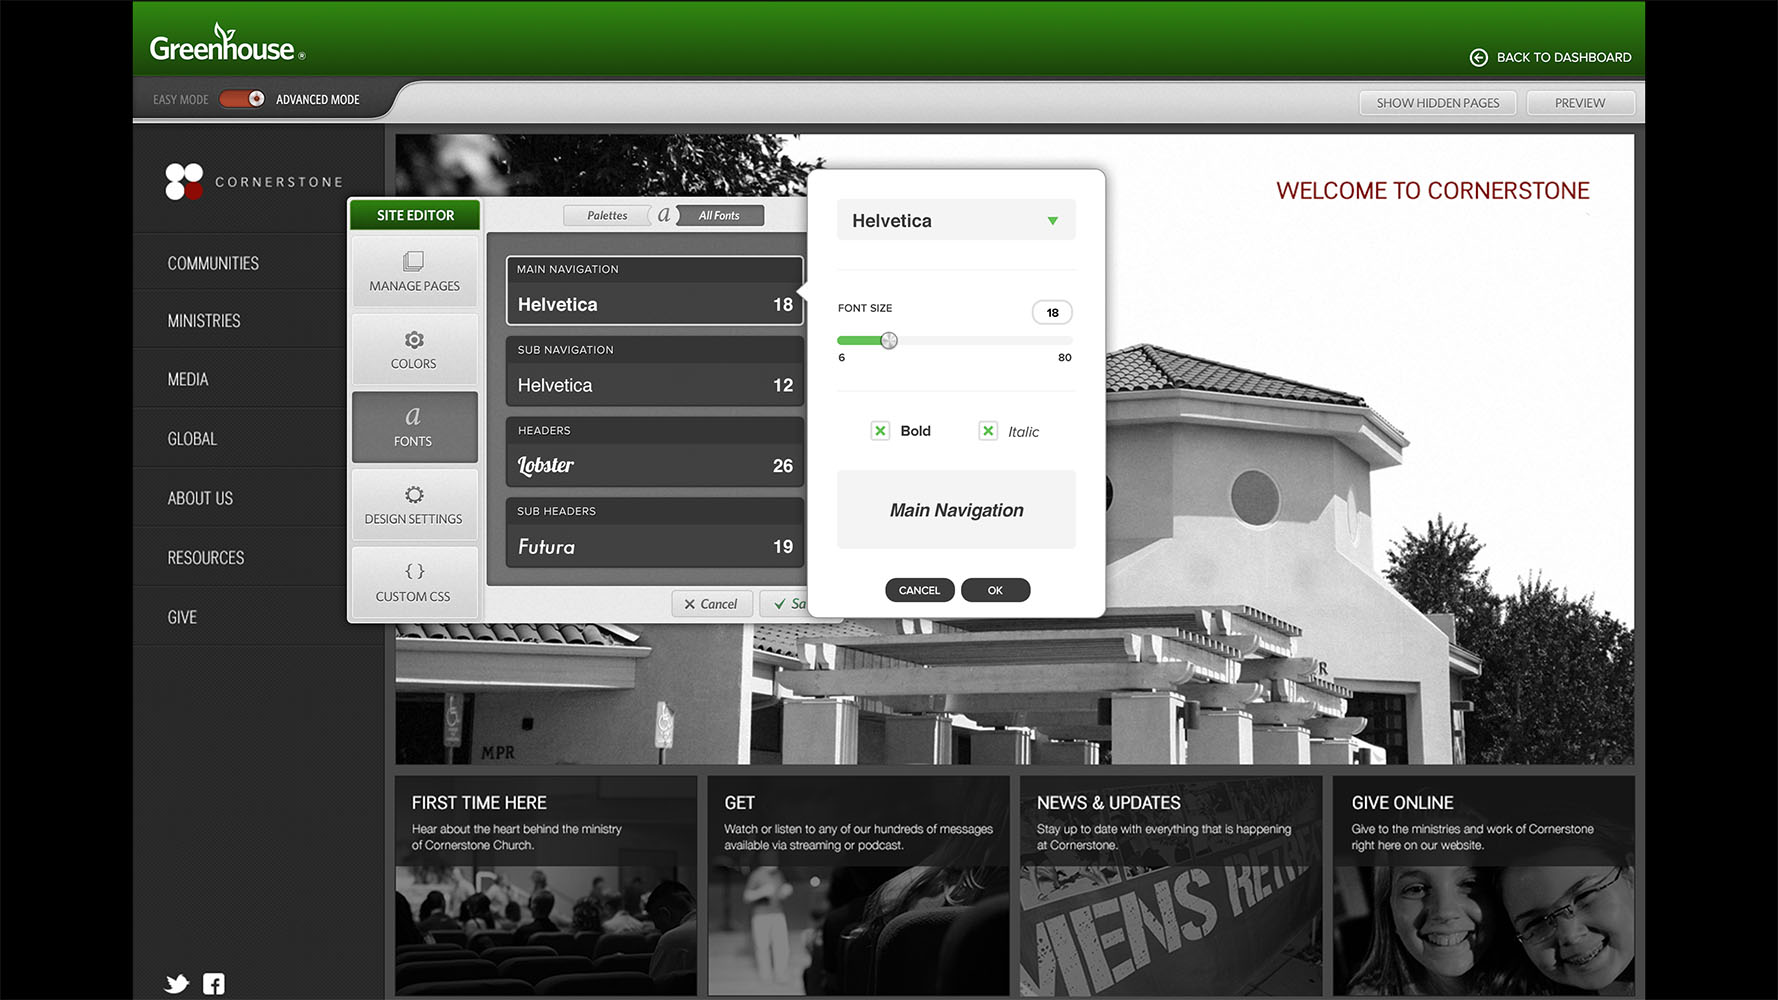 Greenhouse®
BACK TO DASHBOARD
EASY MODE
ADVANCED MODE
SHOW HIDDEN PAGES
PREVIEW
CORNERSTONE
COMMUNITIES
MINISTRIES
MEDIA
GLOBAL
ABOUT US
RESOURCES
GIVE
WELCOME TO CORNERSTONE
SITE EDITOR
MANAGE PAGES
COLORS
a
FONTS
DESIGN SETTINGS
{ }
CUSTOM CSS
Palettes a All Fonts
MAIN NAVIGATION
Helvetica 18
SUB NAVIGATION
Helvetica 12
HEADERS
Lobster 26
SUB HEADERS
Futura 19
Cancel
Sa
Helvetica
FONT SIZE 18
6 80
Bold Italic
Main Navigation
CANCEL OK
MPR
FIRST TIME HERE
Hear about the heart behind the ministry
of Cornerstone Church.
GET
Watch or listen to any of our hundreds of messages
available via streaming or podcast.
NEWS & UPDATES
Stay up to date with everything that is happening
at Cornerstone.
MENS RETR
GIVE ONLINE
Give to the ministries and work of Cornerstone
right here on our website.